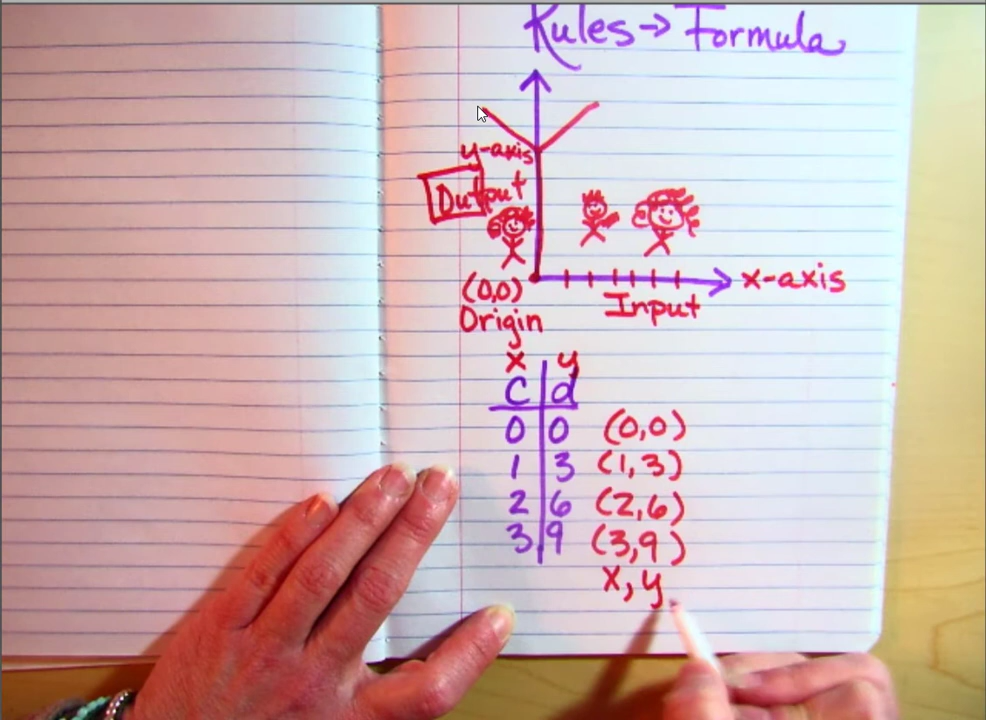 Rules → Formula
y-axis
Output
x-axis
(0,0)
Origin
Input
x y
c d
0 0 (0,0)
1 3 (1,3)
2 6 (2,6)
3 9 (3,9)
x, y